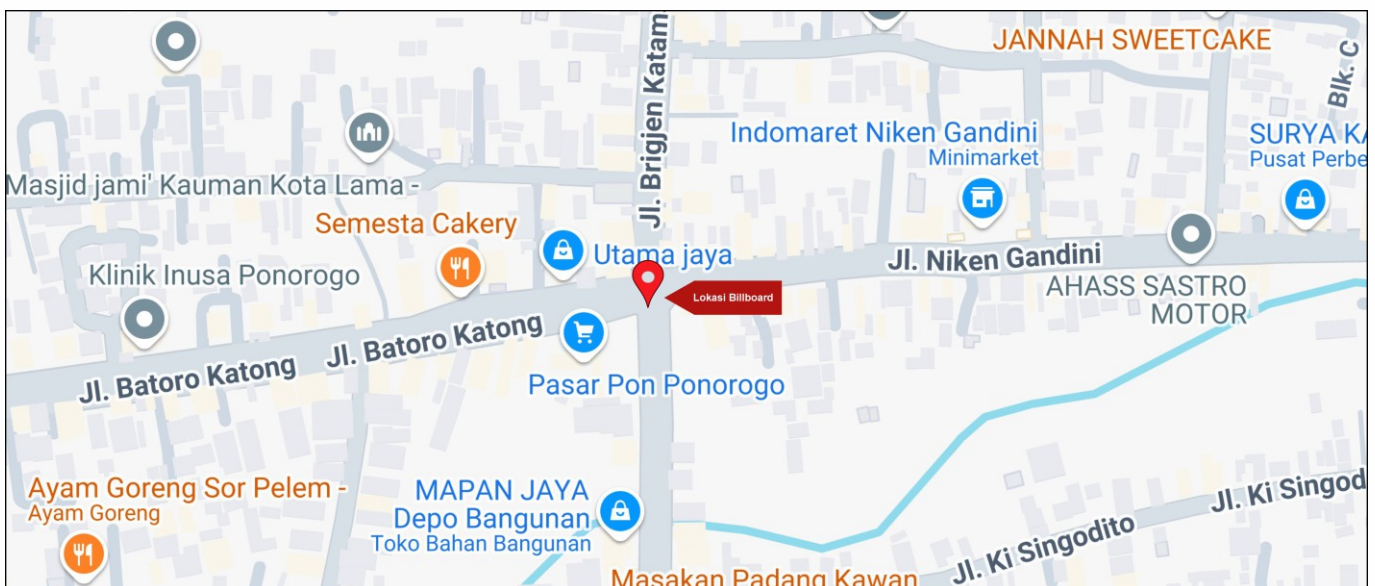 JANNAH SWEETCAKE
Jl. Brigjen Katam
Blk. C
Indomaret Niken Gandini
Minimarket
SURYA KA
Pusat Perbe
Masjid jami' Kauman Kota Lama -
Semesta Cakery
Utama jaya
Jl. Niken Gandini
Klinik Inusa Ponorogo
Lokasi Billboard
AHASS SASTRO
MOTOR
Jl. Batoro Katong
Jl. Batoro Katong
Pasar Pon Ponorogo
Ayam Goreng Sor Pelem -
Ayam Goreng
MAPAN JAYA
Depo Bangunan
Toko Bahan Bangunan
Jl. Ki Singod
Jl. Ki Singodito
Masakan Padang Kawan